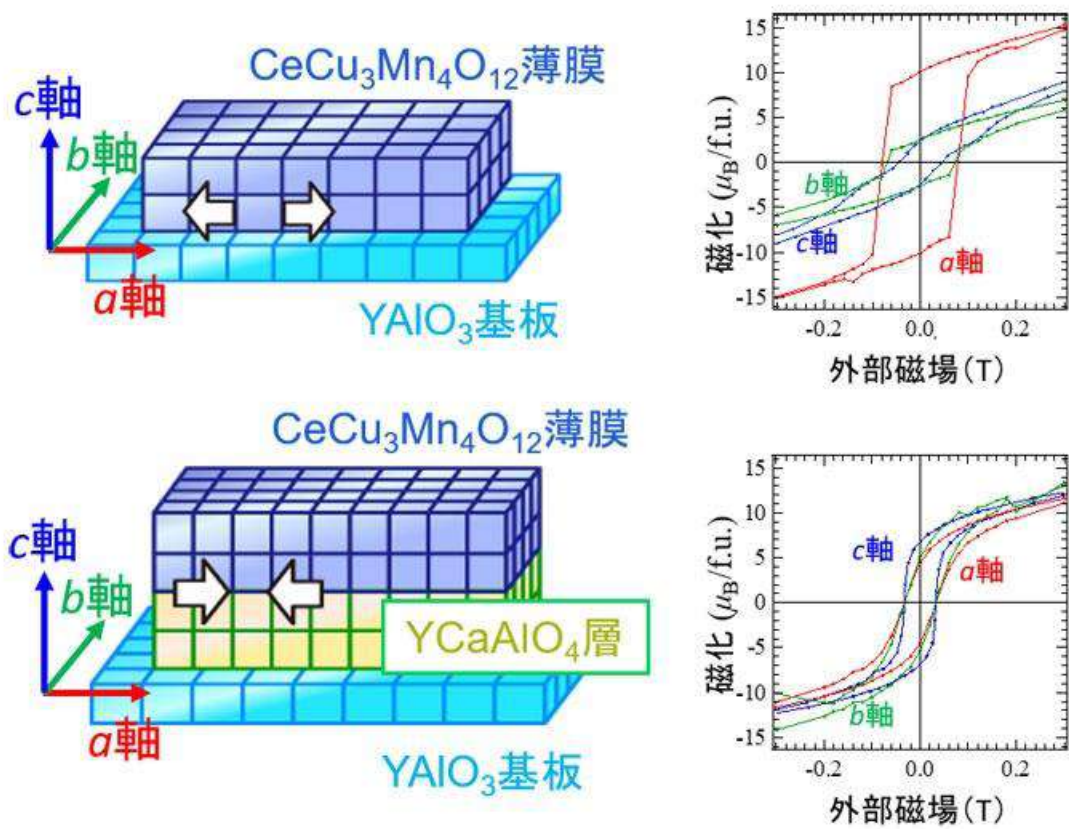 CeCu₃Mn₄O₁₂薄膜
c軸
b軸
a軸
YAlO₃基板
磁化 (μB/f.u.)
15
10
5
0
-5
-10
-15
b軸
c軸
a軸
-0.2
0.0
0.2
外部磁場(T)
CeCu₃Mn₄O₁₂薄膜
c軸
b軸
a軸
YCaAlO₄層
YAlO₃基板
磁化 (μB/f.u.)
15
10
5
0
-5
-10
-15
c軸
a軸
b軸
-0.2
0.0
0.2
外部磁場(T)